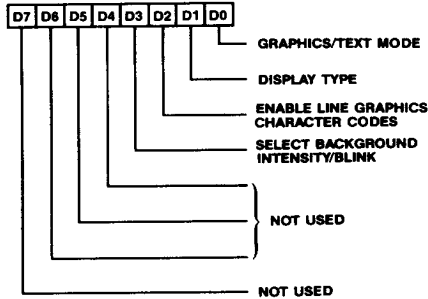 D7 D6 D5 D4 D3 D2 D1 D0
GRAPHICS/TEXT MODE
DISPLAY TYPE
ENABLE LINE GRAPHICS
CHARACTER CODES
SELECT BACKGROUND
INTENSITY/BLINK
NOT USED
NOT USED